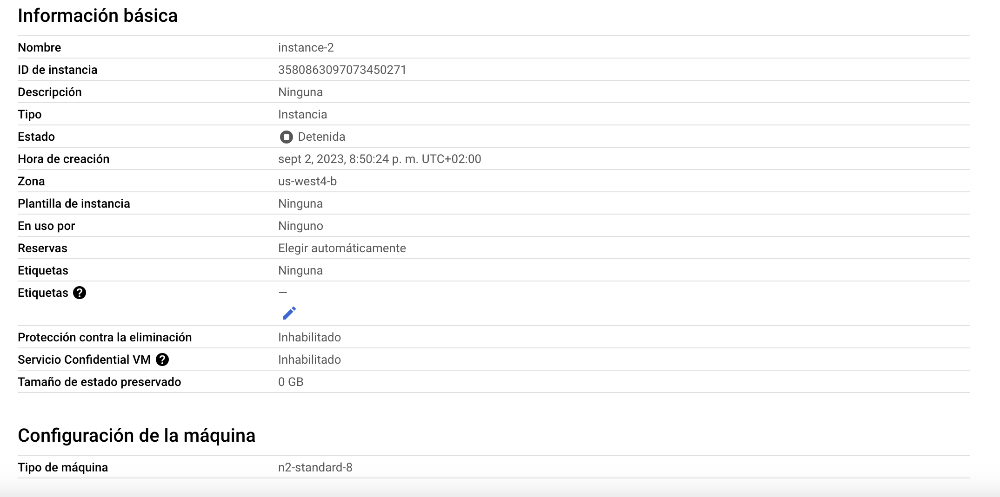 Información básica
Nombre instance-2
ID de instancia 3580863097073450271
Descripción Ninguna
Tipo Instancia
Estado Detenida
Hora de creación sept 2, 2023, 8:50:24 p. m. UTC+02:00
Zona us-west4-b
Plantilla de instancia Ninguna
En uso por Ninguno
Reservas Elegir automáticamente
Etiquetas Ninguna
Etiquetas ? —
Protección contra la eliminación Inhabilitado
Servicio Confidential VM ? Inhabilitado
Tamaño de estado preservado 0 GB
Configuración de la máquina
Tipo de máquina n2-standard-8